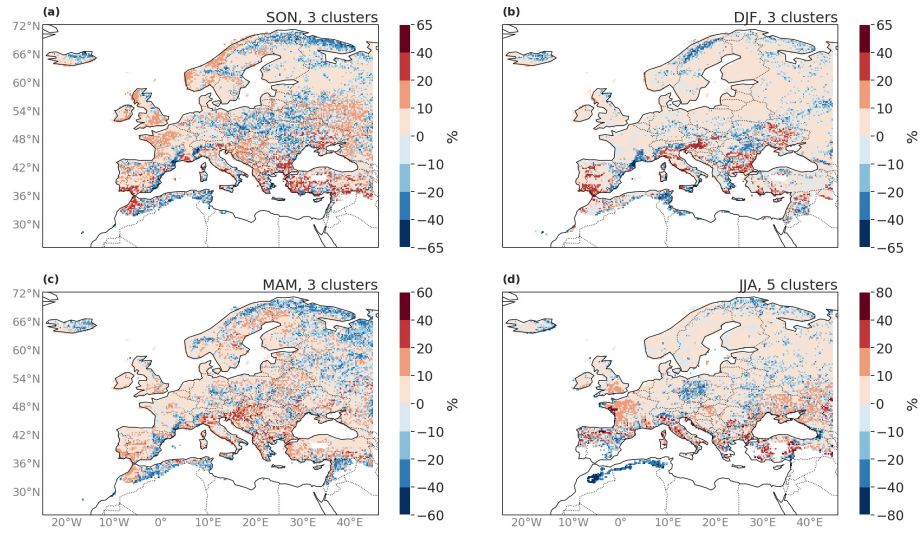 (a) SON, 3 clusters
72°N
66°N
60°N
54°N
48°N
42°N
36°N
30°N
65
40
20
10
0
−10
−20
−40
−65
%
(b) DJF, 3 clusters
65
40
20
10
0
−10
−20
−40
−65
%
(c) MAM, 3 clusters
72°N
66°N
60°N
54°N
48°N
42°N
36°N
30°N
20°W 10°W 0° 10°E 20°E 30°E 40°E
60
40
20
10
0
−10
−20
−40
−60
%
(d) JJA, 5 clusters
20°W 10°W 0° 10°E 20°E 30°E 40°E
80
40
20
10
0
−10
−20
−40
−80
%